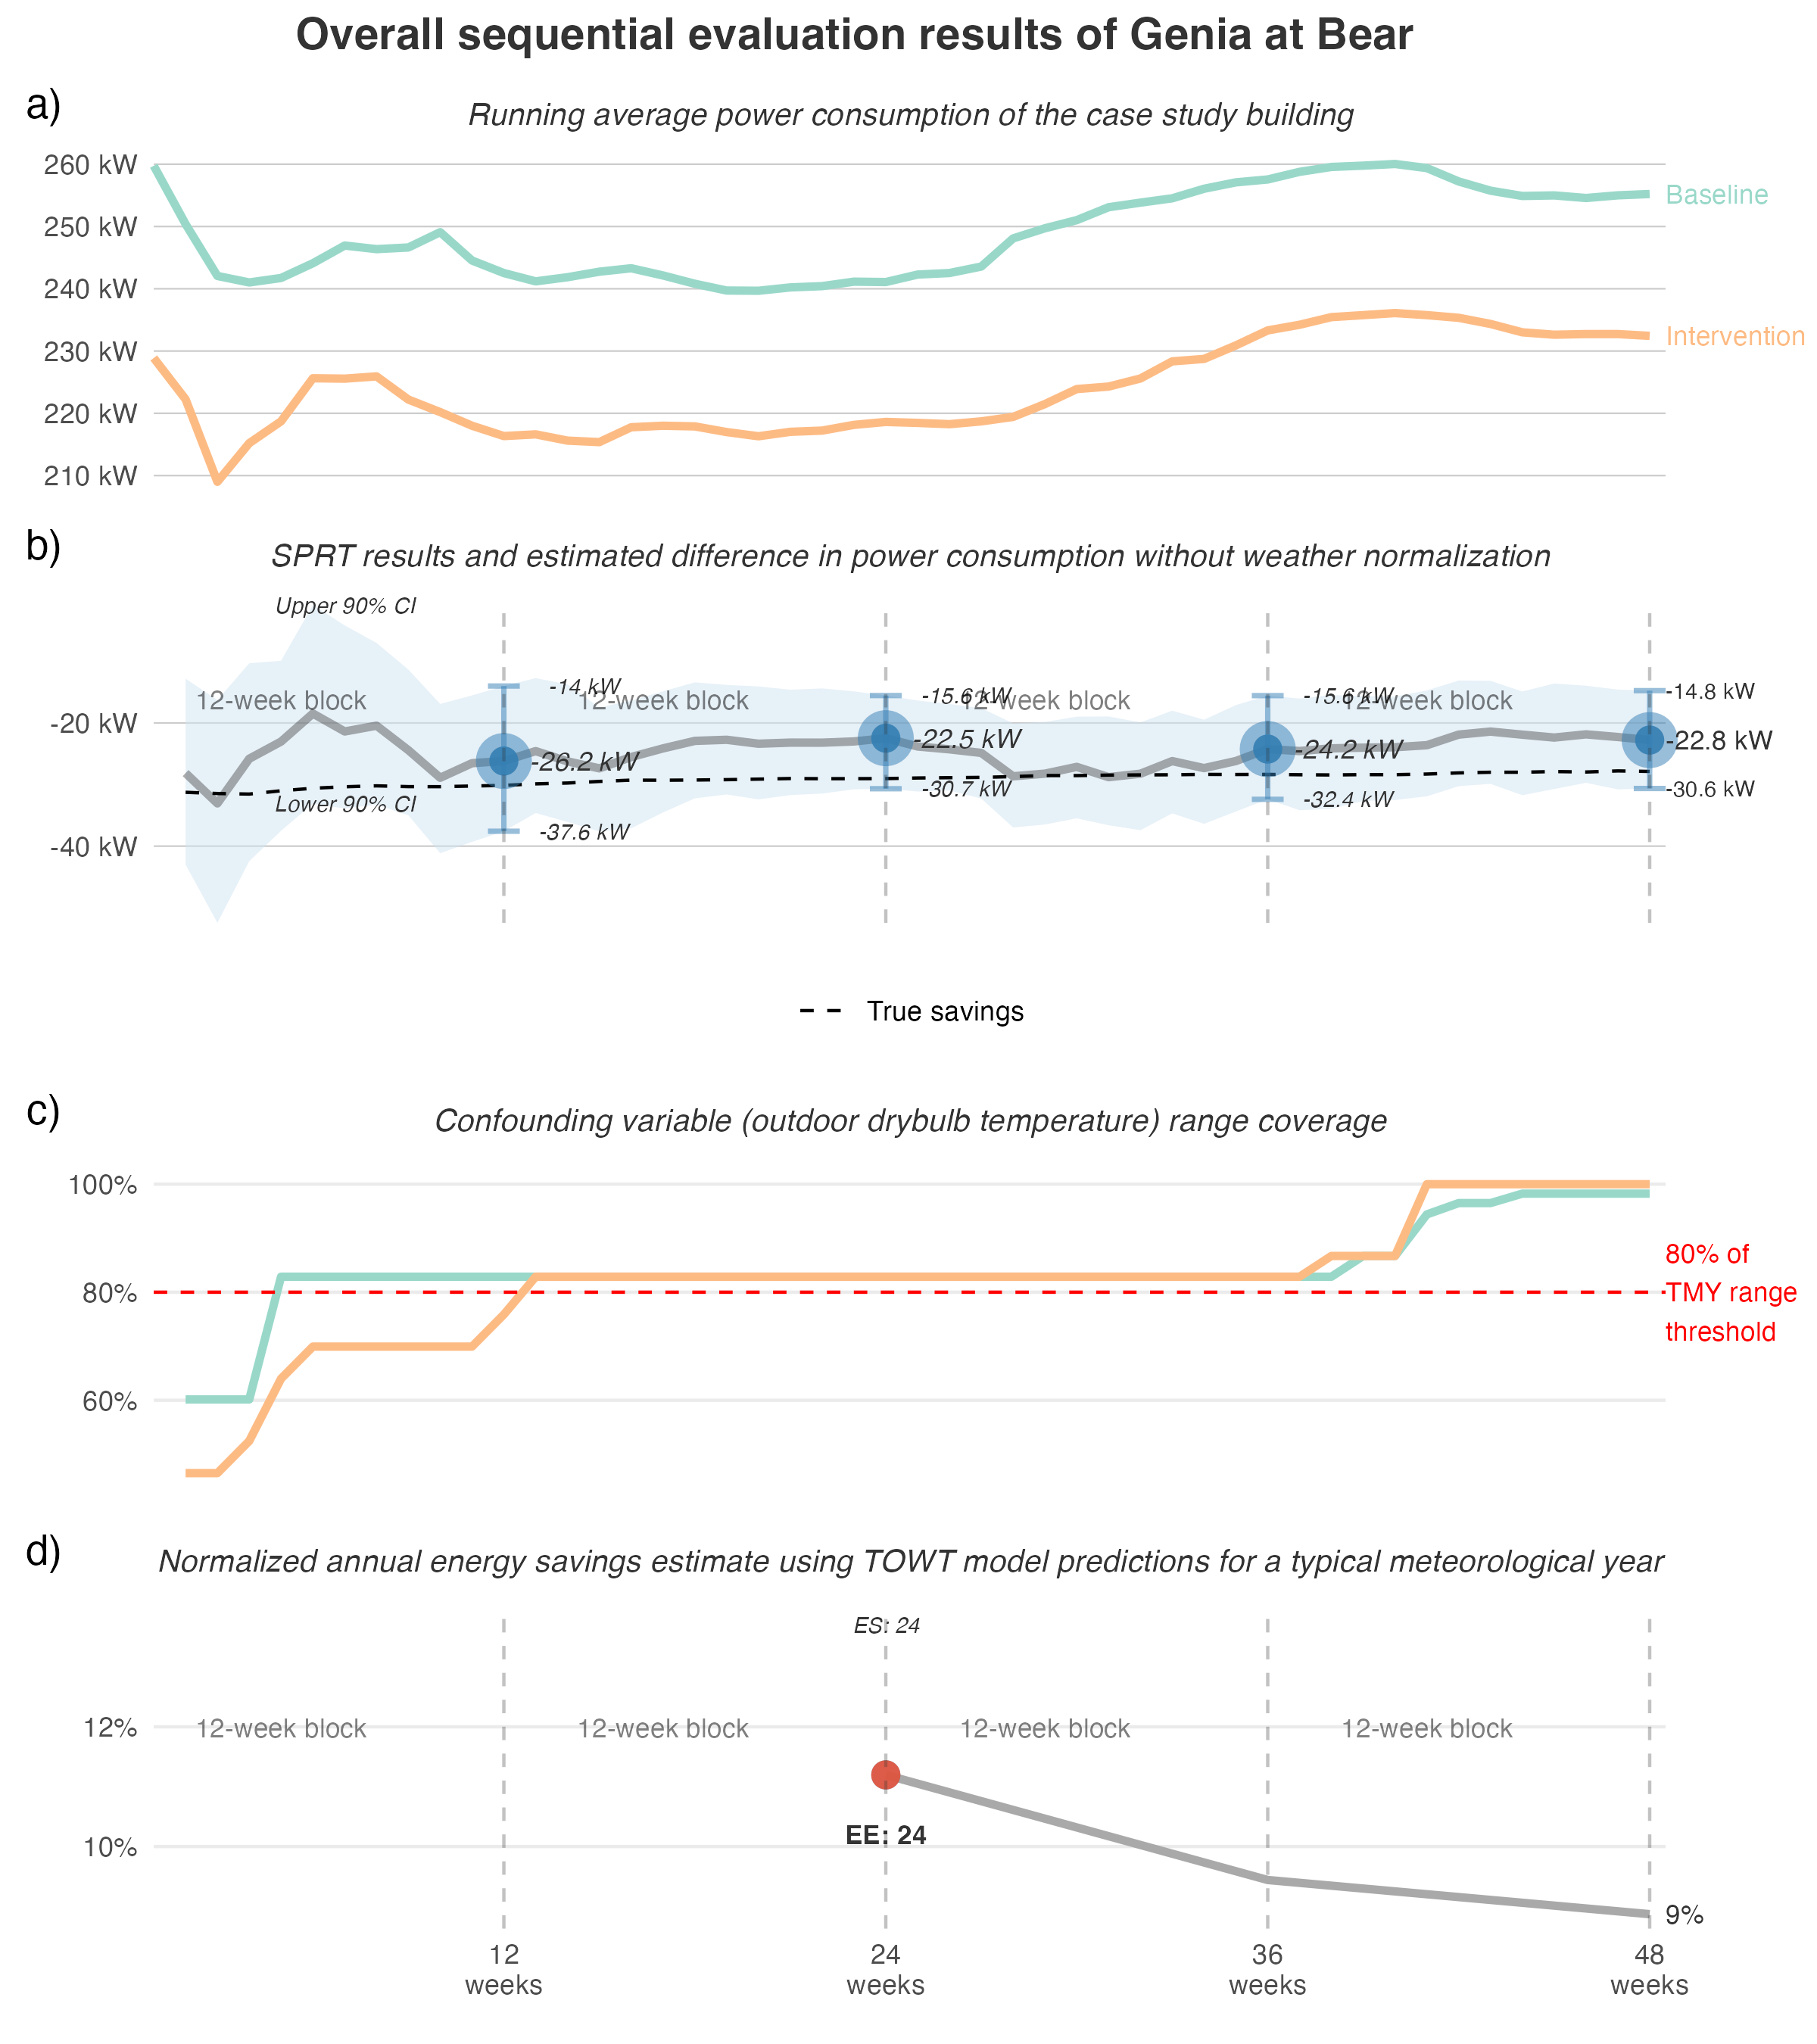 Overall sequential evaluation results of Genia at Bear
a)
Running average power consumption of the case study building
260 kW
250 kW
240 kW
230 kW
220 kW
210 kW
Baseline
Intervention
b)
SPRT results and estimated difference in power consumption without weather normalization
Upper 90% CI
12-week block
12-week block
12-week block
12-week block
-14 kW
-15.6 kW
-15.6 kW
-14.8 kW
-20 kW
-26.2 kW
-22.5 kW
-24.2 kW
-22.8 kW
Lower 90% CI
-37.6 kW
-30.7 kW
-32.4 kW
-30.6 kW
-40 kW
True savings
c)
Confounding variable (outdoor drybulb temperature) range coverage
100%
80%
60%
80% of
TMY range
threshold
d)
Normalized annual energy savings estimate using TOWT model predictions for a typical meteorological year
ES: 24
12%
12-week block
12-week block
12-week block
12-week block
10%
EE: 24
9%
12
weeks
24
weeks
36
weeks
48
weeks